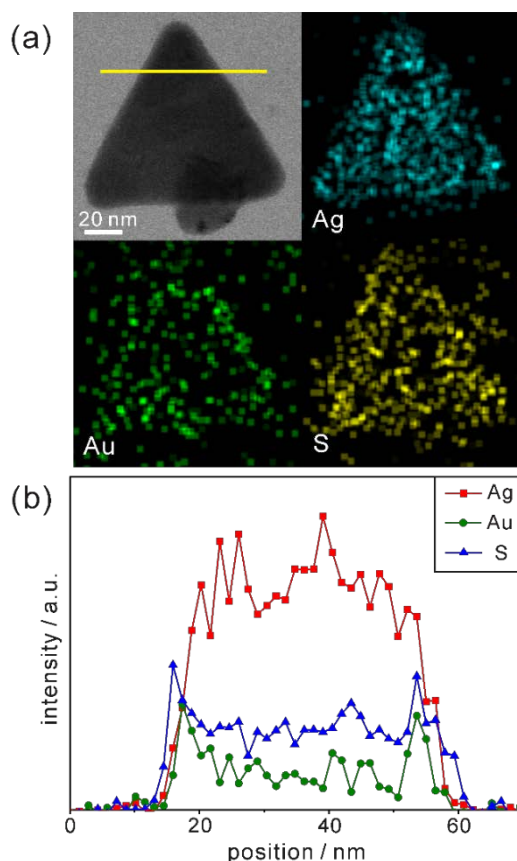 (a)
20 nm
Ag
Au
S
(b)
Ag
Au
S
intensity / a.u.
0 20 40 60
position / nm